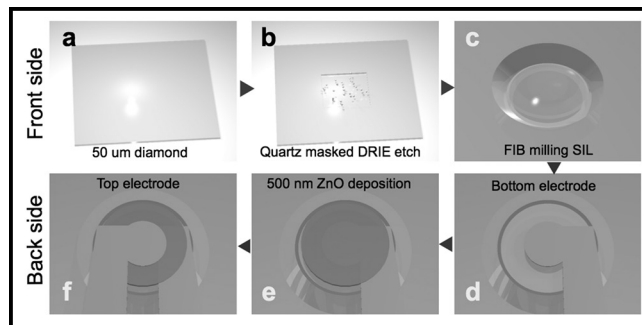 Front side
a
b
c
50 um diamond
Quartz masked DRIE etch
FIB milling SIL
Back side
Top electrode
500 nm ZnO deposition
Bottom electrode
f
e
d